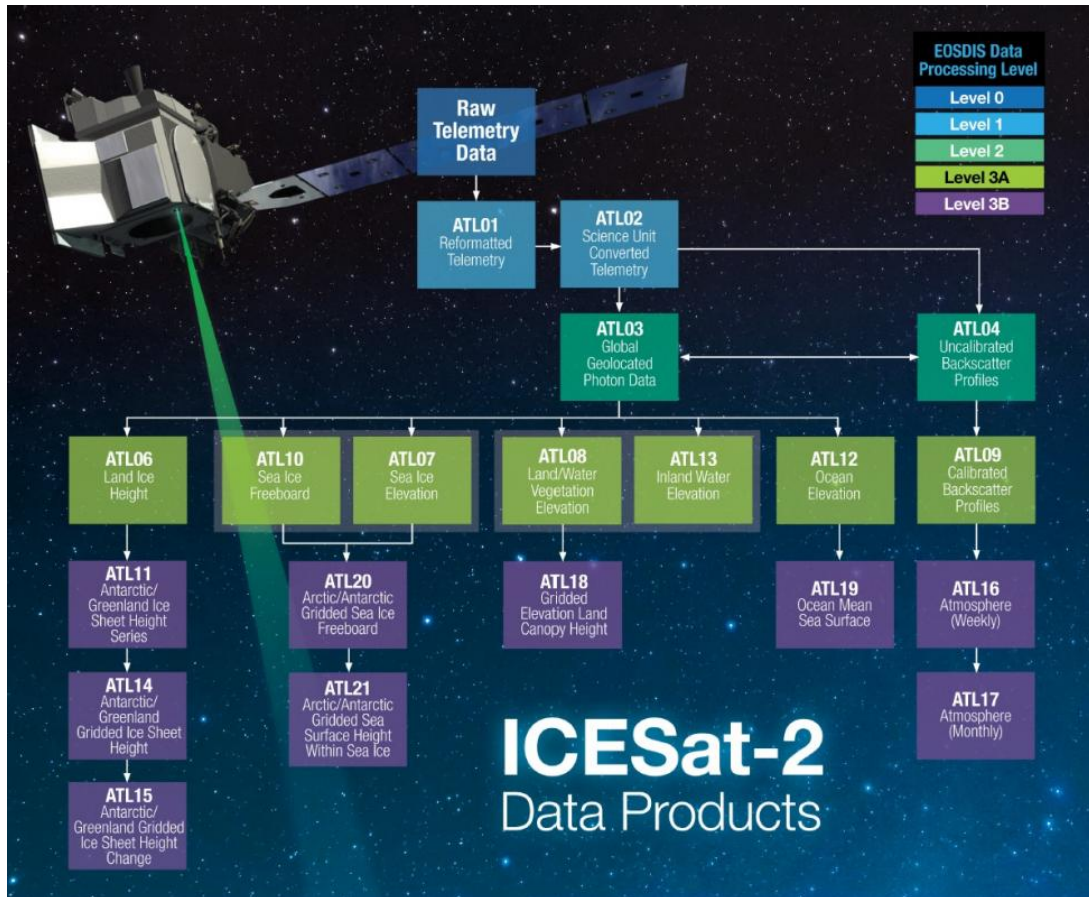 EOSDIS Data
Processing Level
Level 0
Level 1
Level 2
Level 3A
Level 3B
Raw
Telemetry
Data
ATL01
Reformatted
Telemetry
ATL02
Science Unit
Converted
Telemetry
ATL03
Global
Geolocated
Photon Data
ATL04
Uncalibrated
Backscatter
Profiles
ATL06
Land Ice
Height
ATL10
Sea Ice
Freeboard
ATL07
Sea Ice
Elevation
ATL08
Land/Water
Vegetation
Elevation
ATL13
Inland Water
Elevation
ATL12
Ocean
Elevation
ATL09
Calibrated
Backscatter
Profiles
ATL11
Antarctic/
Greenland Ice
Sheet Height
Series
ATL20
Arctic/Antarctic
Gridded Sea Ice
Freeboard
ATL18
Gridded
Elevation Land
Canopy Height
ATL19
Ocean Mean
Sea Surface
ATL16
Atmosphere
(Weekly)
ATL14
Antarctic/
Greenland
Gridded Ice Sheet
Height
ATL21
Arctic/Antarctic
Gridded Sea
Surface Height
Within Sea Ice
ATL17
Atmosphere
(Monthly)
ATL15
Antarctic/
Greenland Gridded
Ice Sheet Height
Change
ICESat-2
Data Products